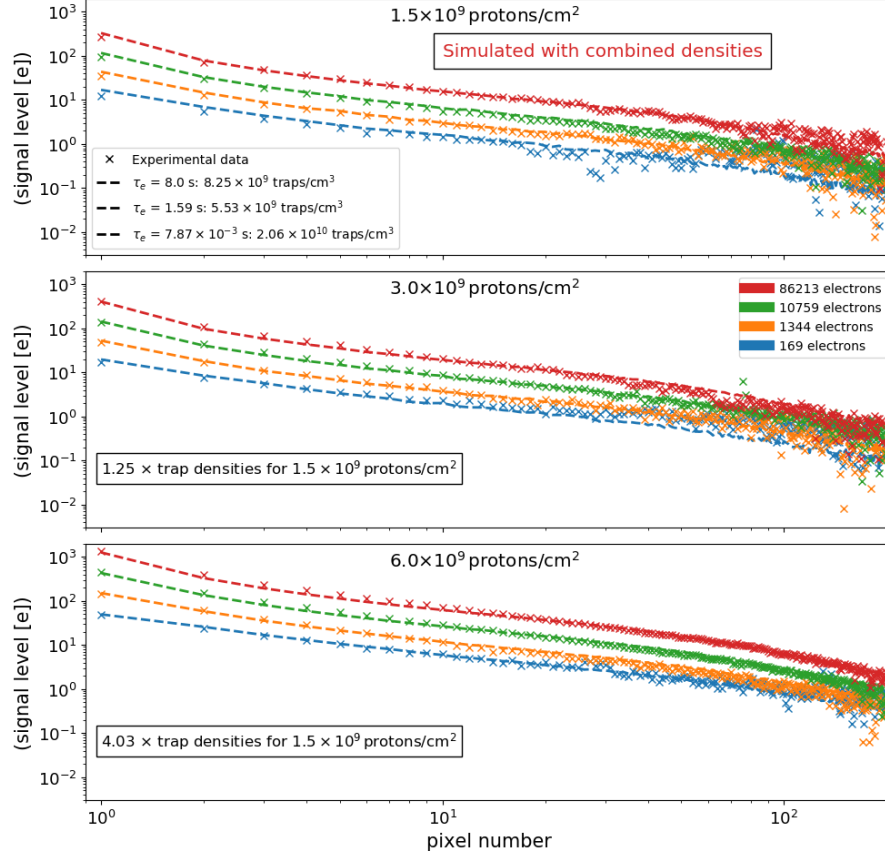 1.5×10⁹ protons/cm²
Simulated with combined densities
10³
10²
10¹
10⁰
10⁻¹
10⁻²
(signal level [e])
Experimental data
τₑ = 8.0 s: 8.25 × 10⁹ traps/cm³
τₑ = 1.59 s: 5.53 × 10⁹ traps/cm³
τₑ = 7.87 × 10⁻³ s: 2.06 × 10¹⁰ traps/cm³
3.0×10⁹ protons/cm²
10³
10²
10¹
10⁰
10⁻¹
10⁻²
(signal level [e])
86213 electrons
10759 electrons
1344 electrons
169 electrons
1.25 × trap densities for 1.5 × 10⁹ protons/cm²
6.0×10⁹ protons/cm²
10³
10²
10¹
10⁰
10⁻¹
10⁻²
(signal level [e])
4.03 × trap densities for 1.5 × 10⁹ protons/cm²
10⁰ 10¹ 10²
pixel number